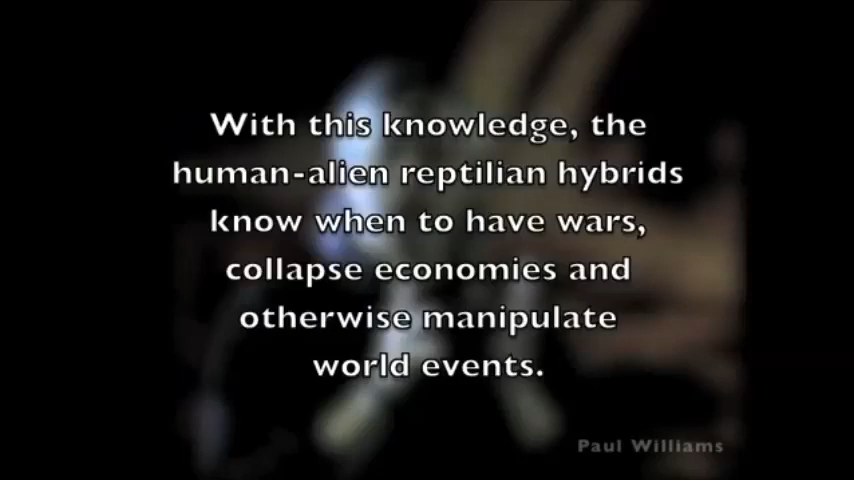 With this knowledge, the
human-alien reptilian hybrids
know when to have wars,
collapse economies and
otherwise manipulate
world events.
Paul Williams